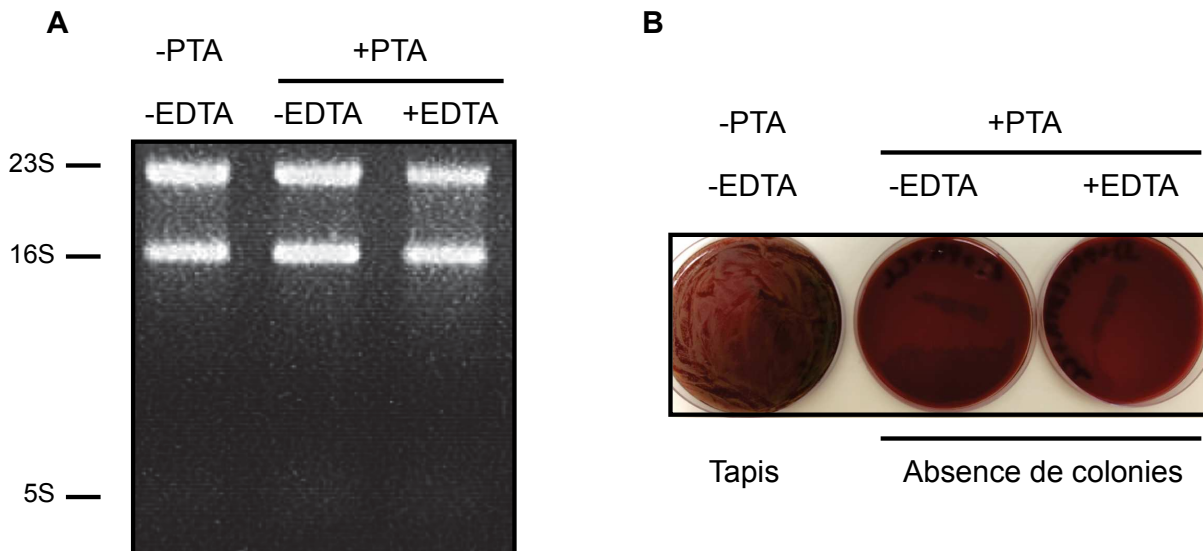 A
-PTA +PTA
-EDTA -EDTA +EDTA
23S
16S
5S
B
-PTA +PTA
-EDTA -EDTA +EDTA
Tapis Absence de colonies